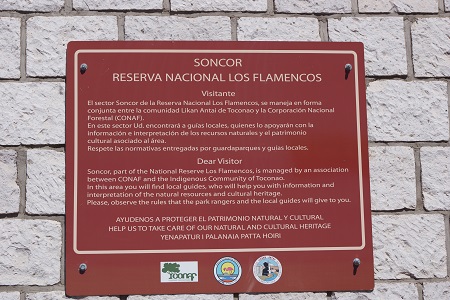 SONCOR
RESERVA NACIONAL LOS FLAMENCOS
Visitante
El sector Soncor de la Reserva Nacional Los Flamencos, se maneja en forma
conjunta entre la comunidad Likan Antai de Toconao y la Corporación Nacional
Forestal (CONAF).
En este sector Ud. encontrará a guías locales, quienes lo apoyarán con la
información e interpretación de los recursos naturales y el patrimonio
cultural asociado al área.
Respete las normativas entregadas por guardaparques y guías locales.
Dear Visitor
Soncor, part of the National Reserve Los Flamencos, is managed by an association
between CONAF and the Indigenous Community of Toconao.
In this area you will find local guides, who will help you with information and
interpretation of the natural resources and cultural heritage.
Please, observe the rules that the park rangers and the local guides will give to you.
AYUDENOS A PROTEGER EL PATRIMONIO NATURAL Y CULTURAL
HELP US TO TAKE CARE OF OUR NATURAL AND CULTURAL HERITAGE
YENAPATUR I PALANAIA PATTA HOIRI